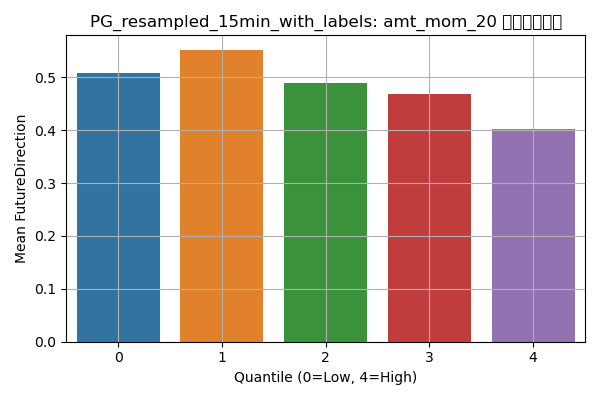 PG_resampled_15min_with_labels: amt_mom_20
Mean FutureDirection
0.5
0.4
0.3
0.2
0.1
0.0
0 1 2 3 4
Quantile (0=Low, 4=High)